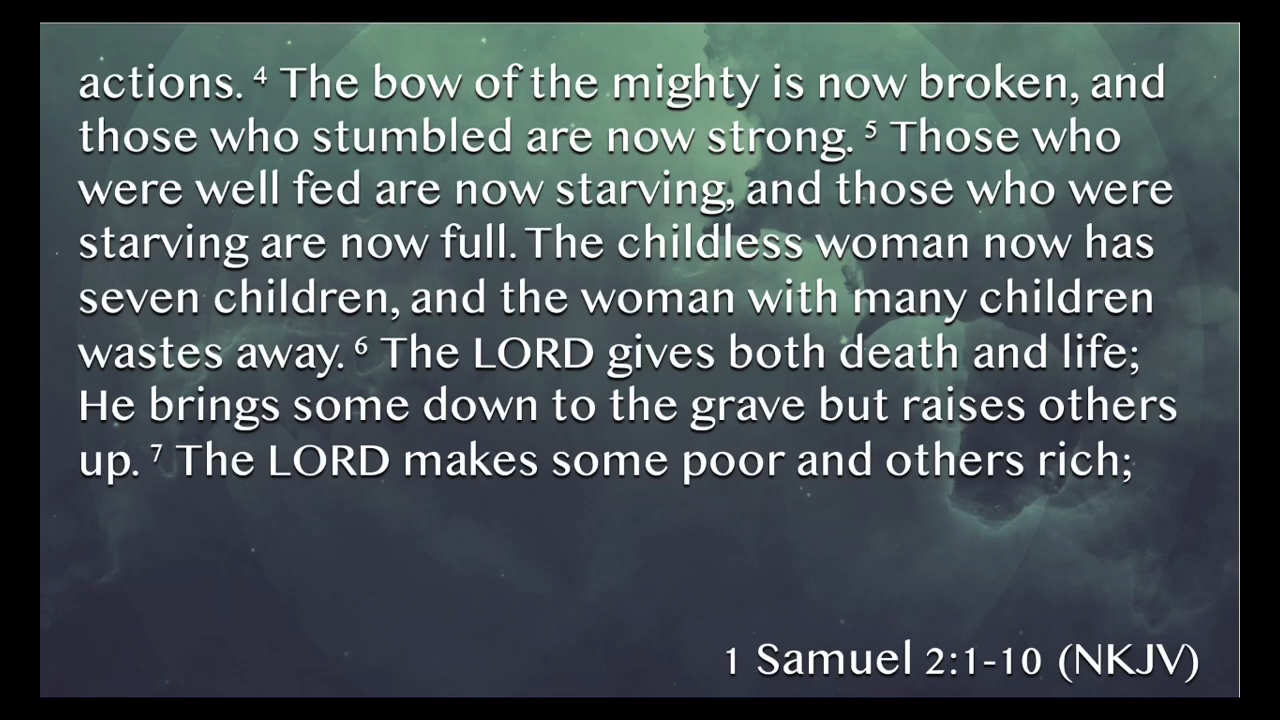 actions. ⁴ The bow of the mighty is now broken, and
those who stumbled are now strong. ⁵ Those who
were well fed are now starving, and those who were
starving are now full. The childless woman now has
seven children, and the woman with many children
wastes away. ⁶ The LORD gives both death and life;
He brings some down to the grave but raises others
up. ⁷ The LORD makes some poor and others rich;
1 Samuel 2:1-10 (NKJV)